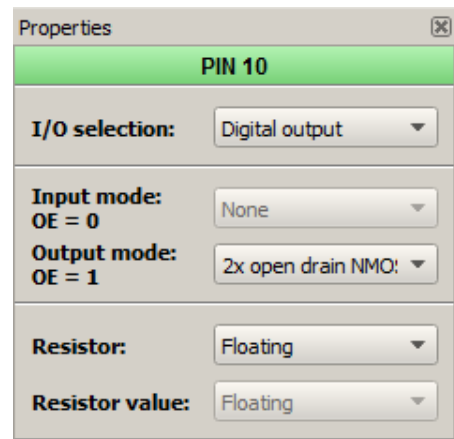 Properties
PIN 10
I/O selection: Digital output
Input mode:
OE = 0 None
Output mode:
OE = 1 2x open drain NMO
Resistor: Floating
Resistor value: Floating